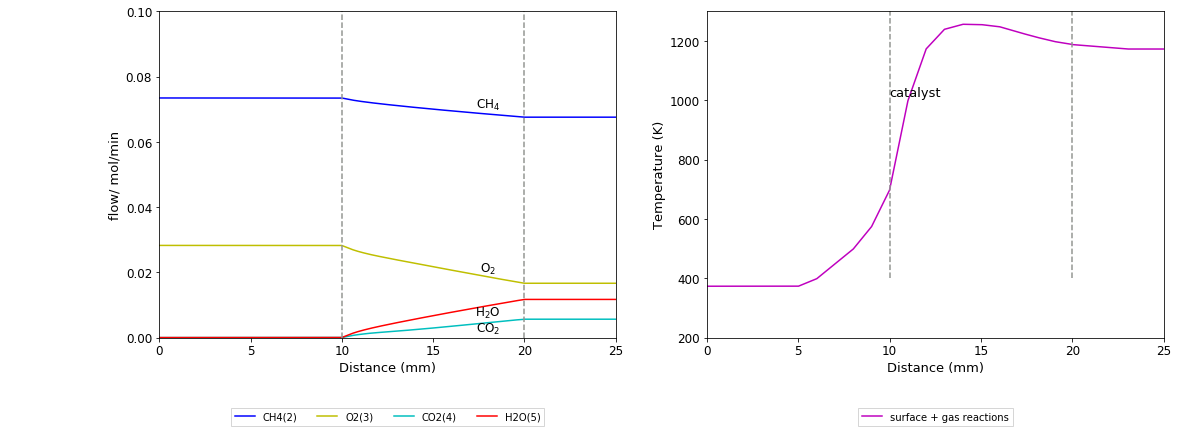 flow/ mol/min
0.10
0.08
0.06
0.04
0.02
0.00
CH4
O2
H2O
CO2
0 5 10 15 20 25
Distance (mm)
CH4(2) O2(3) CO2(4) H2O(5)
Temperature (K)
1200
1000
800
600
400
200
catalyst
0 5 10 15 20 25
Distance (mm)
surface + gas reactions